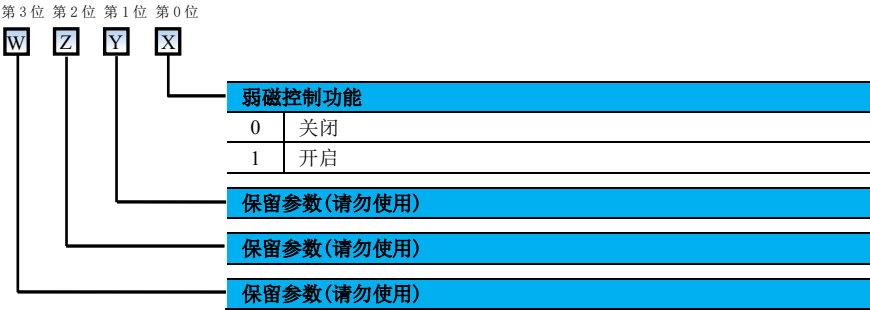 第3位 第2位 第1位 第0位
W Z Y X
弱磁控制功能
0 关闭
1 开启
保留参数(请勿使用)
保留参数(请勿使用)
保留参数(请勿使用)